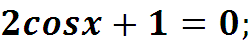 2cosx + 1 = 0;